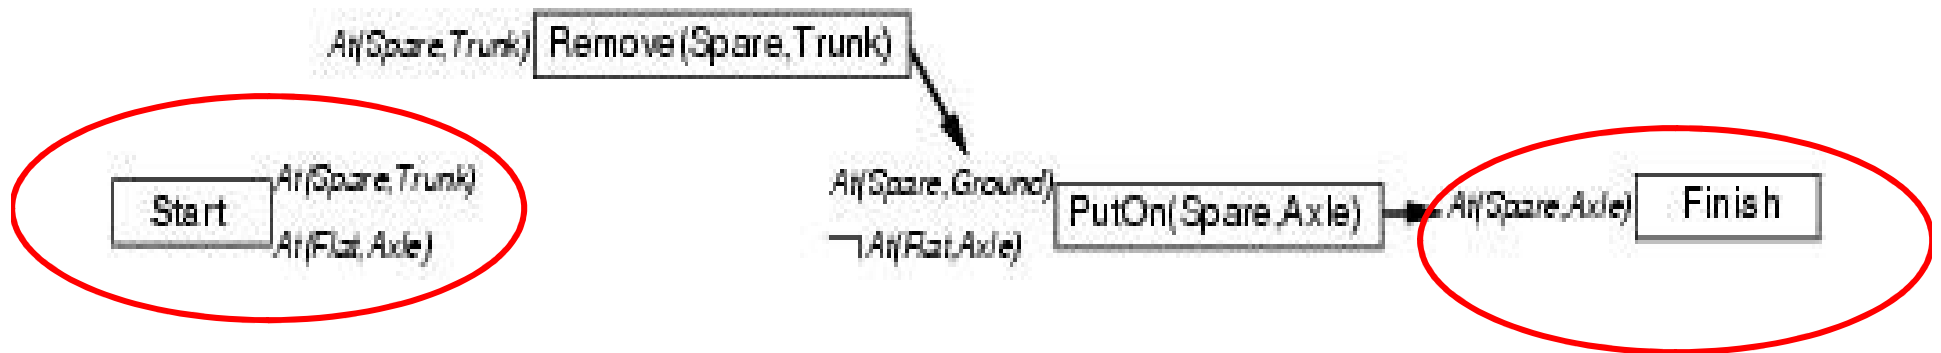 At(Spare,Trunk) Remove(Spare,Trunk)
At(Spare,Trunk)
Start
At(Flat,Axle)
At(Spare,Ground)
¬At(Flat,Axle)
PutOn(Spare,Axle)
At(Spare,Axle) Finish